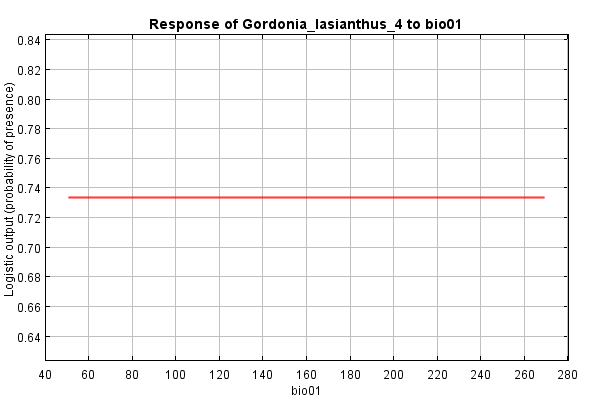 Response of Gordonia_lasianthus_4 to bio01
Logistic output (probability of presence)
0.84
0.82
0.80
0.78
0.76
0.74
0.72
0.70
0.68
0.66
0.64
40 60 80 100 120 140 160 180 200 220 240 260 280
bio01